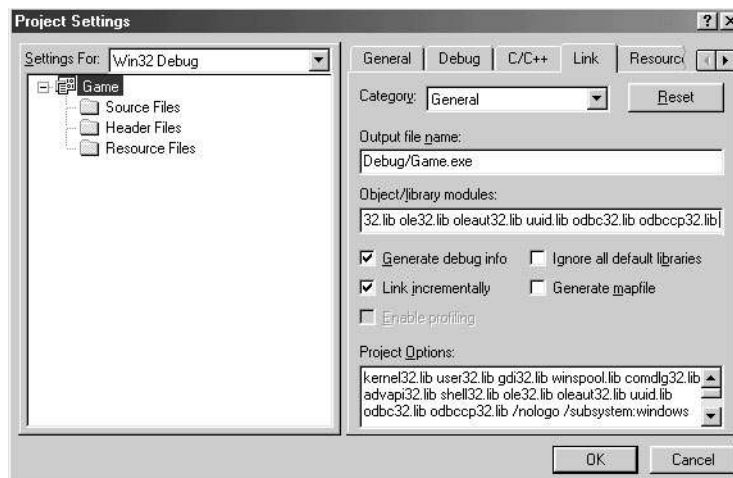 Project Settings
Settings For: Win32 Debug
Game
Source Files
Header Files
Resource Files
General Debug C/C++ Link Resourc
Category: General Reset
Output file name:
Debug/Game.exe
Object/library modules:
32.lib ole32.lib oleaut32.lib uuid.lib odbc32.lib odbccp32.lib
Generate debug info Ignore all default libraries
Link incrementally Generate mapfile
Enable profiling
Project Options:
kernel32.lib user32.lib gdi32.lib winspool.lib comdlg32.lib
advapi32.lib shell32.lib ole32.lib oleaut32.lib uuid.lib
odbc32.lib odbccp32.lib /nologo /subsystem:windows
OK Cancel